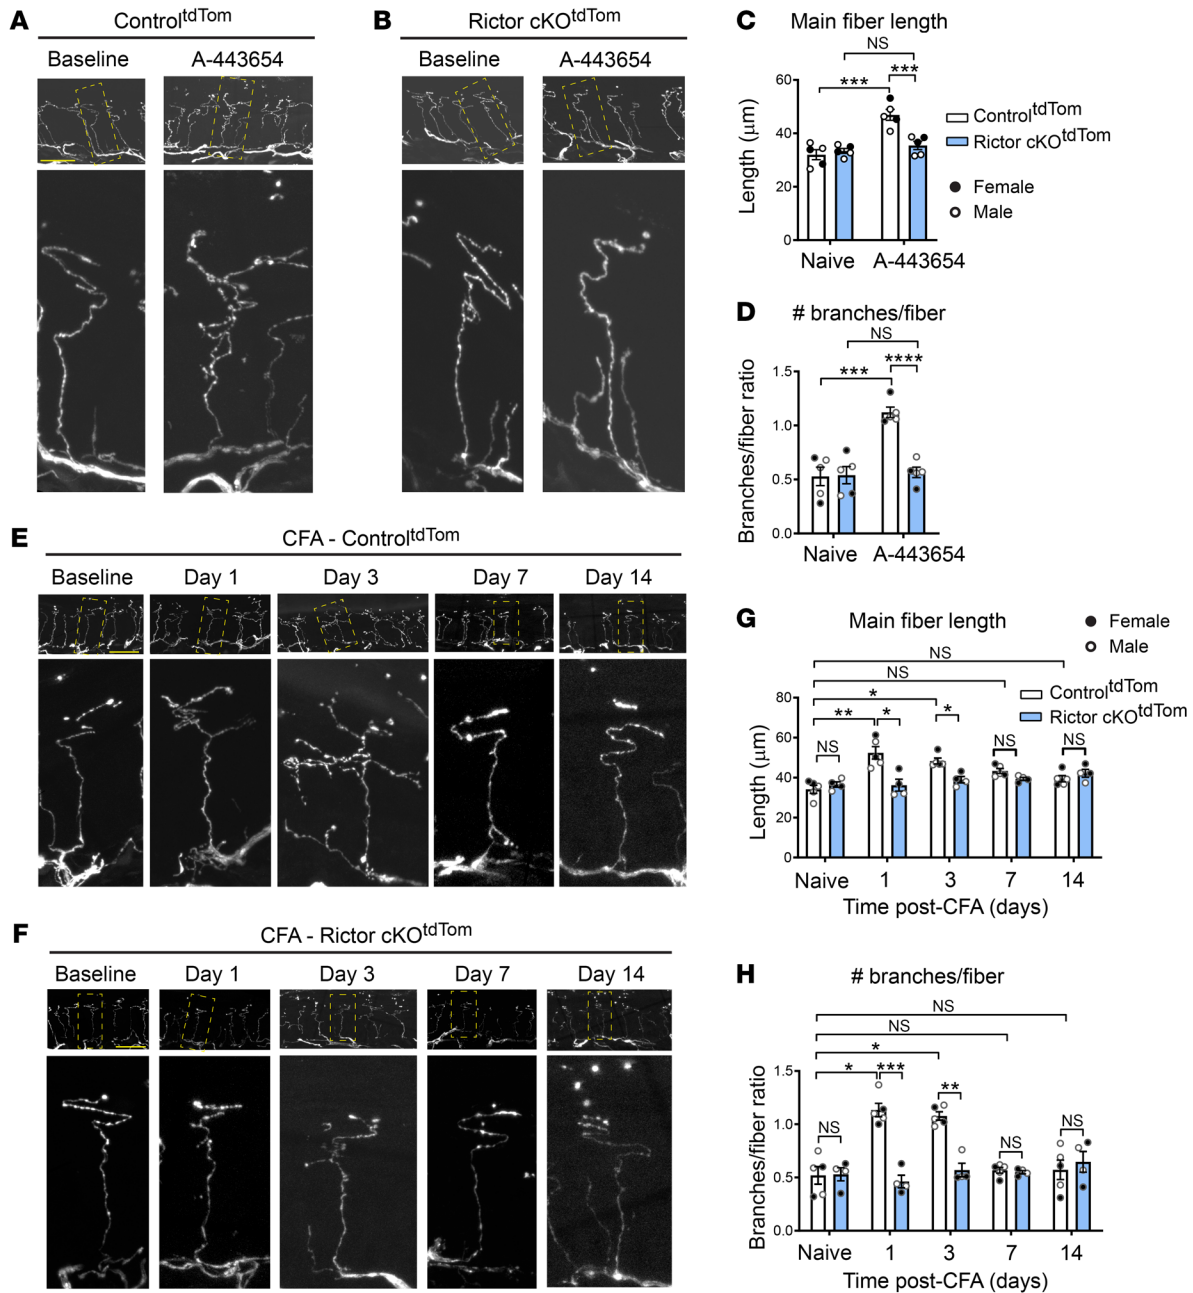 A
Control^tdTom
Baseline
A-443654
B
Rictor cKO^tdTom
Baseline
A-443654
C
Main fiber length
NS
***
***
Length (μm)
60
40
20
0
Naive
A-443654
Control^tdTom
Rictor cKO^tdTom
Female
Male
D
# branches/fiber
NS
****
***
Branches/fiber ratio
1.5
1.0
0.5
0.0
Naive
A-443654
E
CFA - Control^tdTom
Baseline
Day 1
Day 3
Day 7
Day 14
F
CFA - Rictor cKO^tdTom
Baseline
Day 1
Day 3
Day 7
Day 14
G
Main fiber length
Female
Male
NS
NS
Control^tdTom
Rictor cKO^tdTom
*
**
*
*
NS
NS
NS
Length (μm)
80
60
40
20
0
Naive
1
3
7
14
Time post-CFA (days)
H
# branches/fiber
NS
NS
*
*
***
**
NS
NS
NS
Branches/fiber ratio
1.5
1.0
0.5
0.0
Naive
1
3
7
14
Time post-CFA (days)